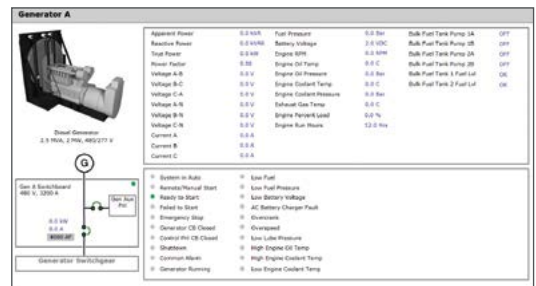 Generator A
Apparent Power 0.0 kVA Fuel Pressure 0.0 Bar Bulk Fuel Tank Pump 1A OFF
Reactive Power 0.0 kVAR Battery Voltage VDC Bulk Fuel Tank Pump 1B OFF
True Power 0.0 kW Engine RPM 0.0 RPM Bulk Fuel Tank Pump 2A OFF
Power Factor 0.00 Engine Oil Temp 0.0 C Bulk Fuel Tank Pump 2B OFF
Voltage A-B 0.0 V Engine Oil Pressure 0.0 Bar Bulk Fuel Tank 1 Fuel Lvl OK
Voltage B-C 0.0 V Engine Coolant Temp 0.0 C Bulk Fuel Tank 2 Fuel Lvl OK
Voltage C-A 0.0 V Engine Coolant Pressure 0.0 Bar
Voltage A-N 0.0 V Exhaust Gas Temp 0.0 C
Voltage B-N 0.0 V Engine Percent Load 0.0 %
Voltage C-N 0.0 V Engine Run Hours 12.0 Hrs
Current A 0.0 A
Current B 0.0 A
Current C 0.0 A
Diesel Generator
2.5 MVA, 2 MW, 480/277 V
G
Gen A Switchboard
480 V, 3200 A
Gen Aux
Pnl
0.0 kW
0.0 A
4000 AF
Generator Switchgear
System in Auto Low Fuel
Remote/Manual Start Low Fuel Pressure
Ready to Start Low Battery Voltage
Failed to Start AC Battery Charger Fault
Emergency Stop Overcrank
Generator CB Closed Overspeed
Control Pnl CB Closed Low Lube Pressure
Shutdown High Engine Oil Temp
Common Alarm High Engine Coolant Temp
Generator Running Low Engine Coolant Temp